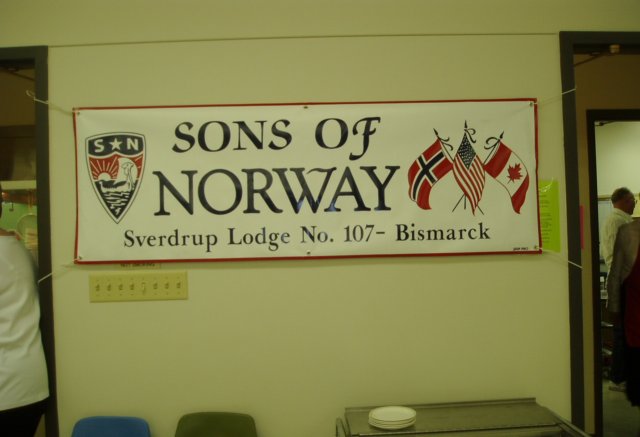 S★N
SONS OF
NORWAY
Sverdrup Lodge No. 107– Bismarck